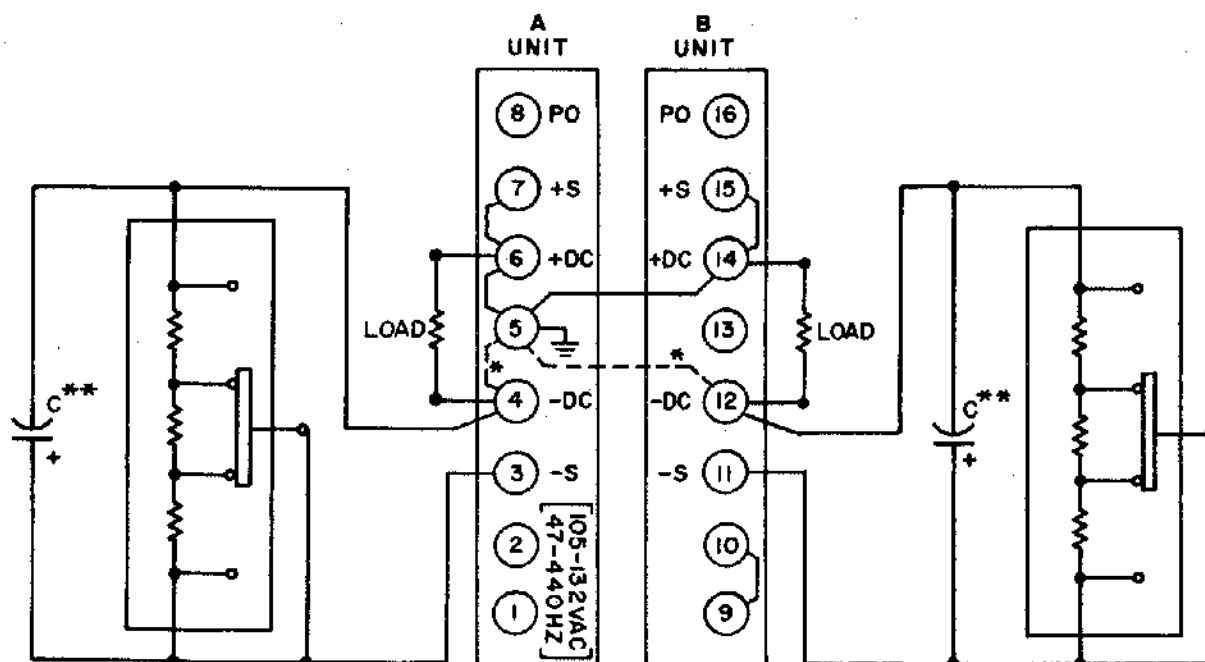 A
UNIT
B
UNIT
8 PO
PO 16
7 +S
+S 15
6 +DC
+DC 14
5
13
LOAD
LOAD
*
*
4 -DC
-DC 12
C**
+
C**
+
3 -S
-S 11
2
1
105-132VAC
47-440HZ
10
9